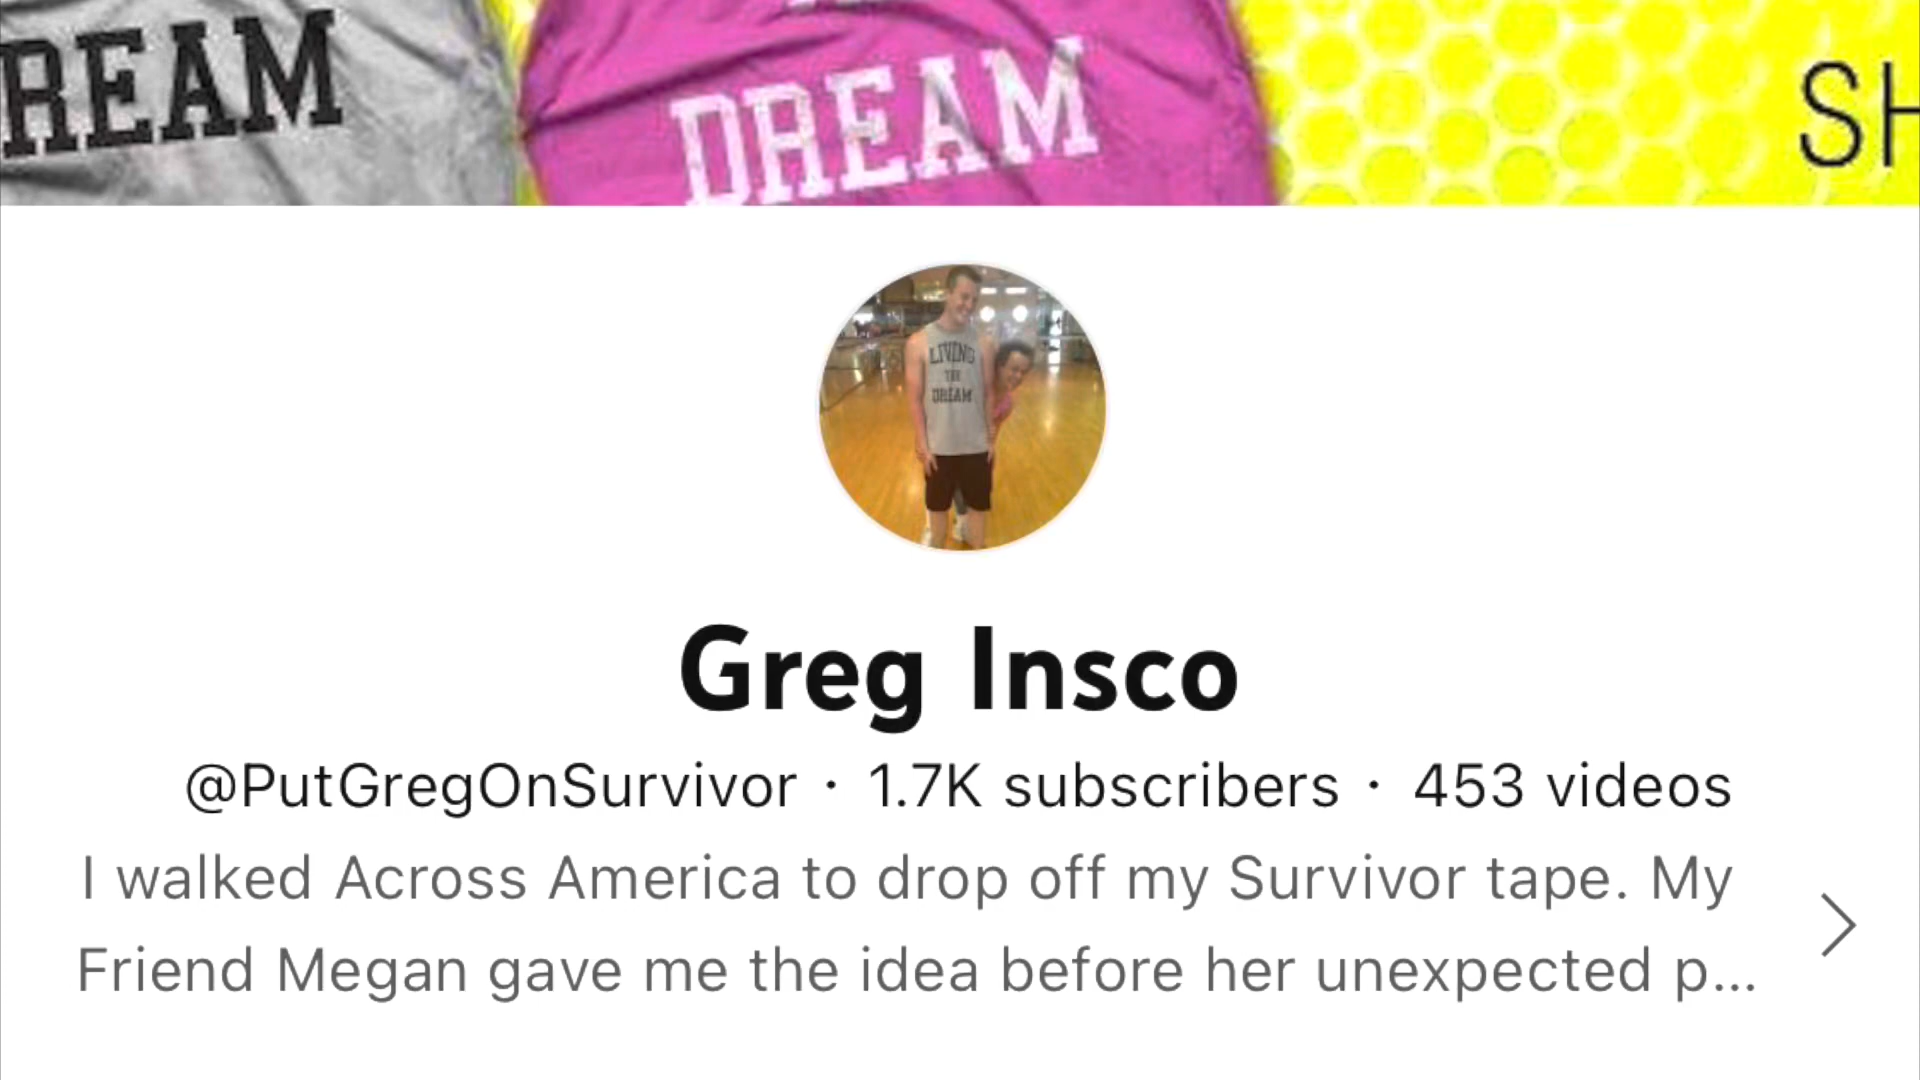 REAM
DREAM
SH
LIVING
THE
DREAM
Greg Insco
@PutGregOnSurvivor · 1.7K subscribers · 453 videos
I walked Across America to drop off my Survivor tape. My
Friend Megan gave me the idea before her unexpected p...